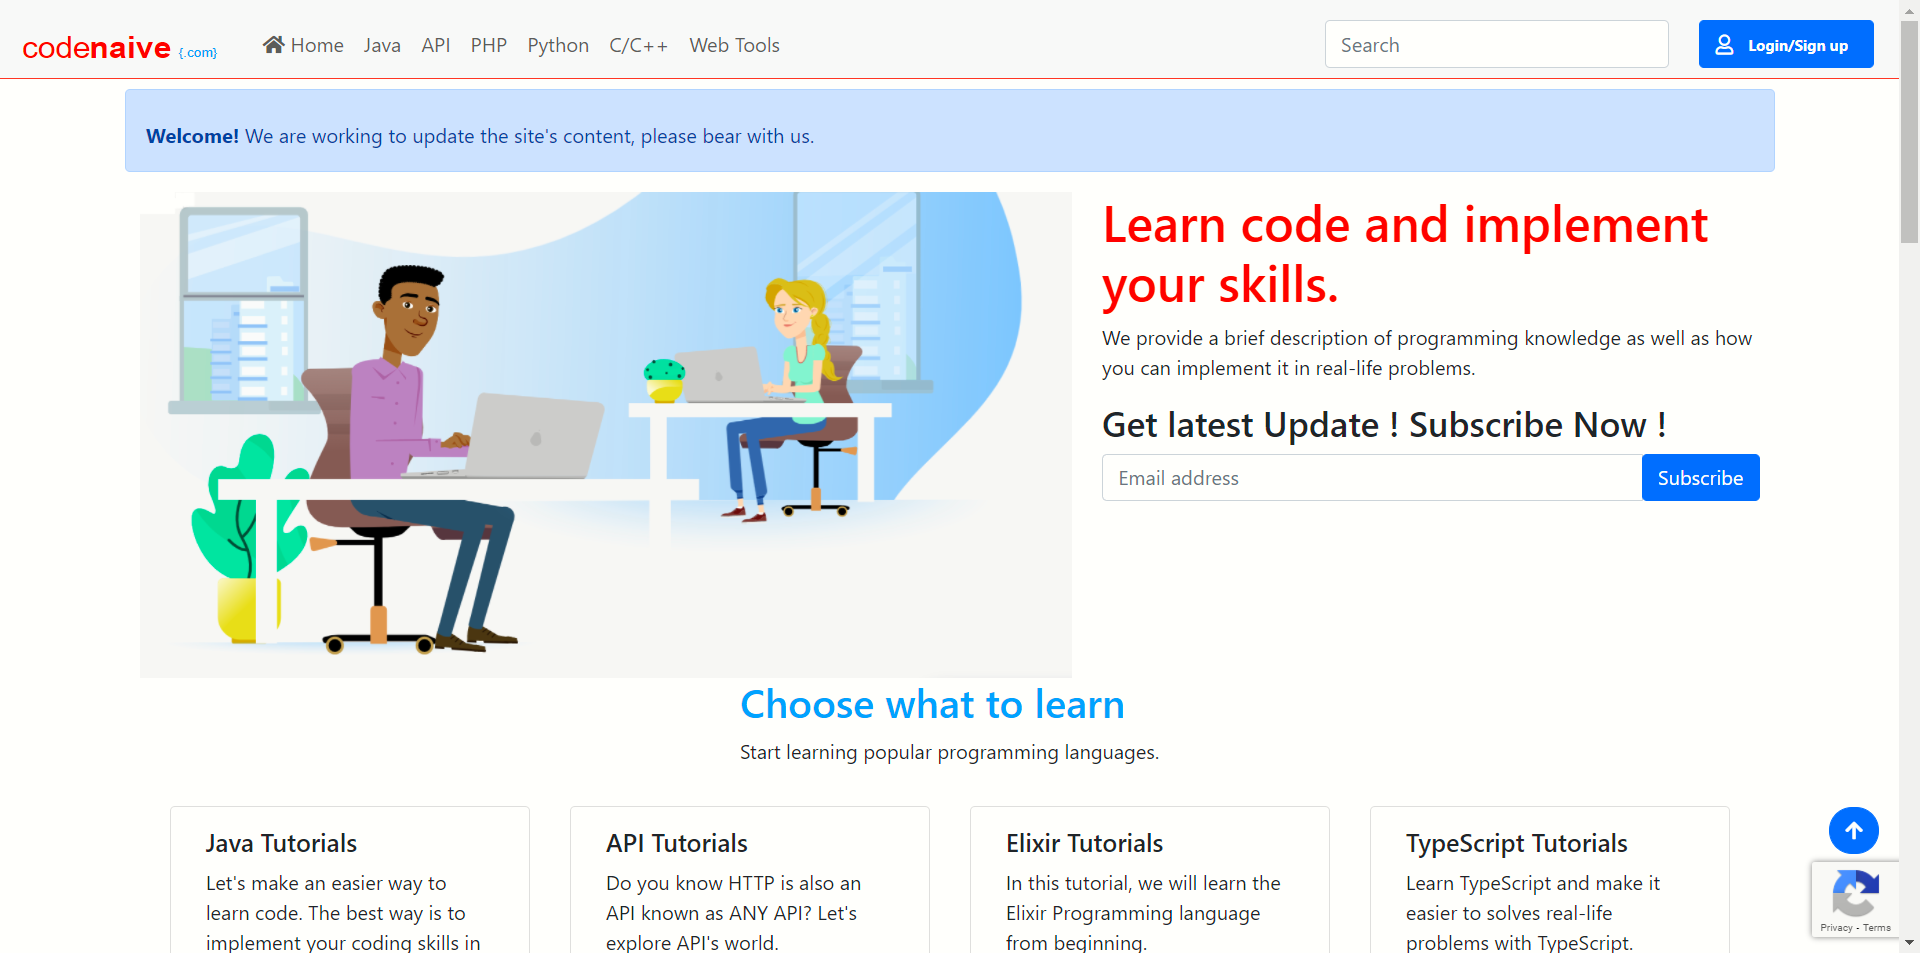 codenaive {.com}
Home Java API PHP Python C/C++ Web Tools
Search
Login/Sign up
Welcome! We are working to update the site's content, please bear with us.
Learn code and implement
your skills.
We provide a brief description of programming knowledge as well as how
you can implement it in real-life problems.
Get latest Update ! Subscribe Now !
Email address
Subscribe
Choose what to learn
Start learning popular programming languages.
Java Tutorials
Let's make an easier way to
learn code. The best way is to
implement your coding skills in
API Tutorials
Do you know HTTP is also an
API known as ANY API? Let's
explore API's world.
Elixir Tutorials
In this tutorial, we will learn the
Elixir Programming language
from beginning.
TypeScript Tutorials
Learn TypeScript and make it
easier to solves real-life
problems with TypeScript.
Privacy - Terms